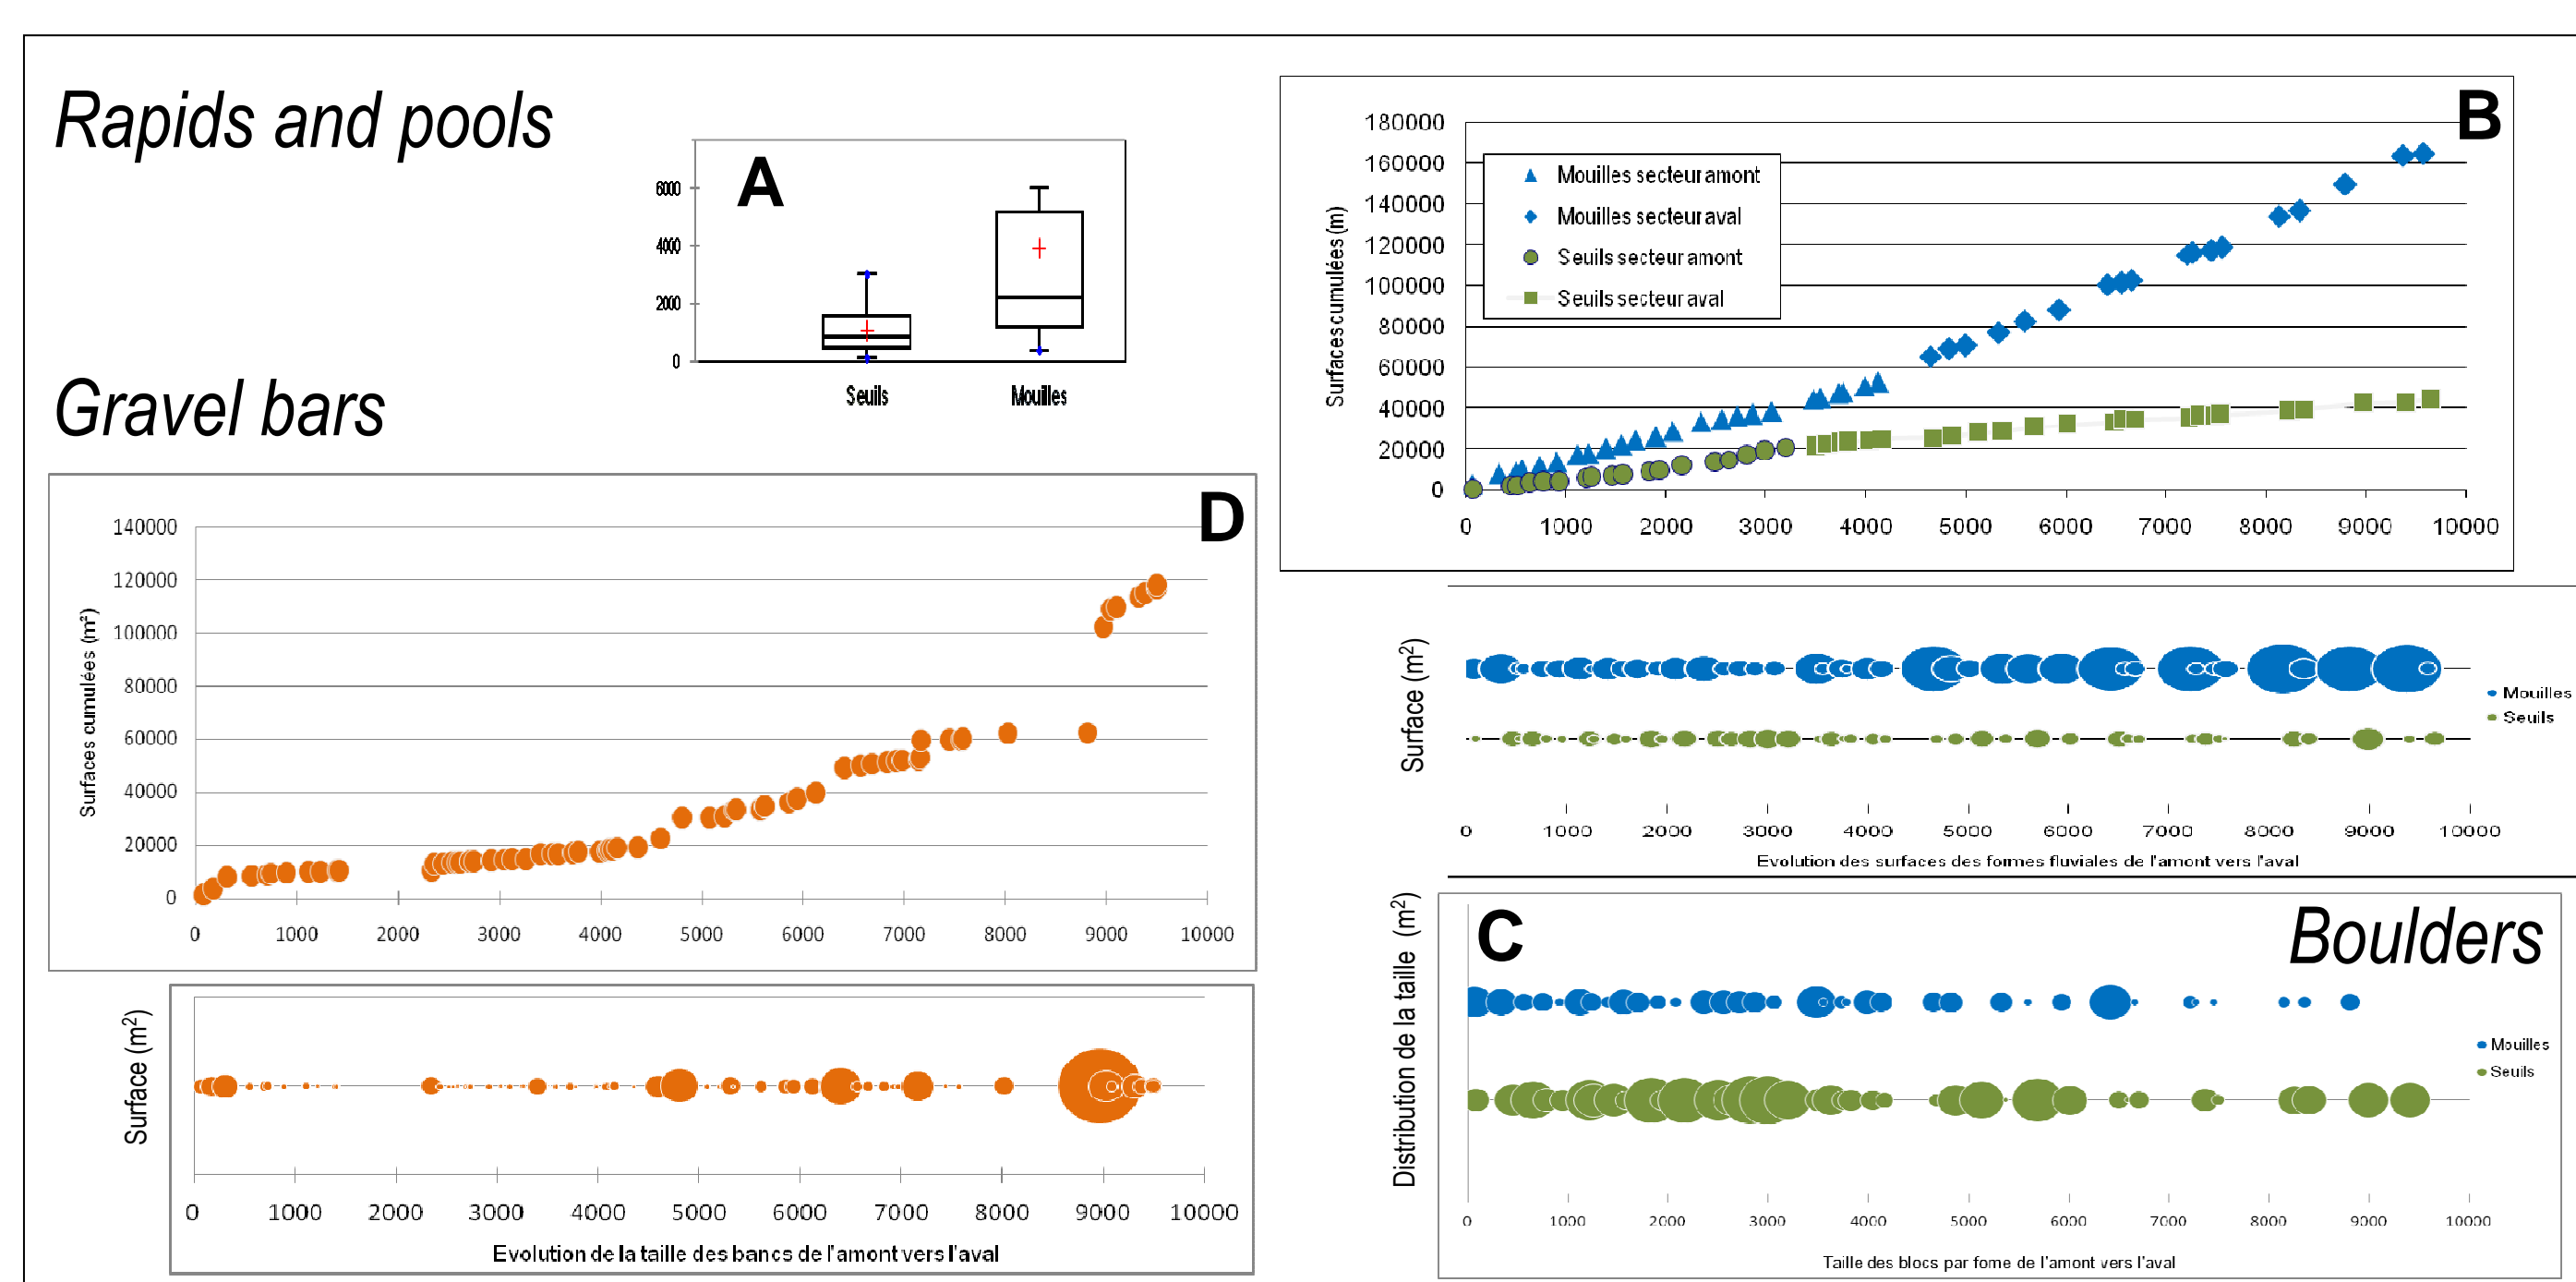 Rapids and pools
A
6000
4000
2000
0
Seuils
Mouilles
B
Surfaces cumulées (m)
180000
160000
140000
120000
100000
80000
60000
40000
20000
0
Mouilles secteur amont
Mouilles secteur aval
Seuils secteur amont
Seuils secteur aval
0 1000 2000 3000 4000 5000 6000 7000 8000 9000 10000
Surface (m²)
Mouilles
Seuils
0 1000 2000 3000 4000 5000 6000 7000 8000 9000 10000
Evolution des surfaces des formes fluviales de l'amont vers l'aval
Gravel bars
D
Surfaces cumulées (m²)
140000
120000
100000
80000
60000
40000
20000
0
0 1000 2000 3000 4000 5000 6000 7000 8000 9000 10000
Surface (m²)
0 1000 2000 3000 4000 5000 6000 7000 8000 9000 10000
Evolution de la taille des bancs de l'amont vers l'aval
C
Boulders
Distribution de la taille (m²)
Mouilles
Seuils
0 1000 2000 3000 4000 5000 6000 7000 8000 9000 10000
Taille des blocs par fome de l'amont vers l'aval